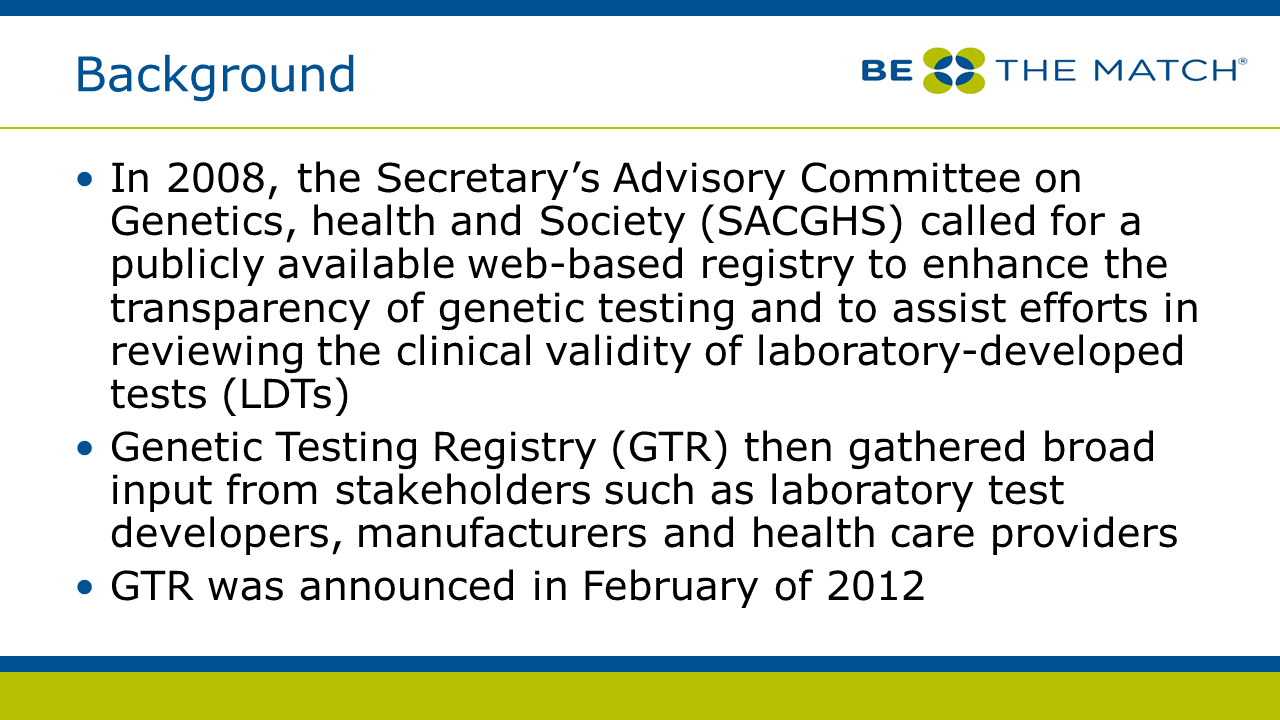 Background
BE THE MATCH®
• In 2008, the Secretary’s Advisory Committee on
Genetics, health and Society (SACGHS) called for a
publicly available web-based registry to enhance the
transparency of genetic testing and to assist efforts in
reviewing the clinical validity of laboratory-developed
tests (LDTs)
• Genetic Testing Registry (GTR) then gathered broad
input from stakeholders such as laboratory test
developers, manufacturers and health care providers
• GTR was announced in February of 2012